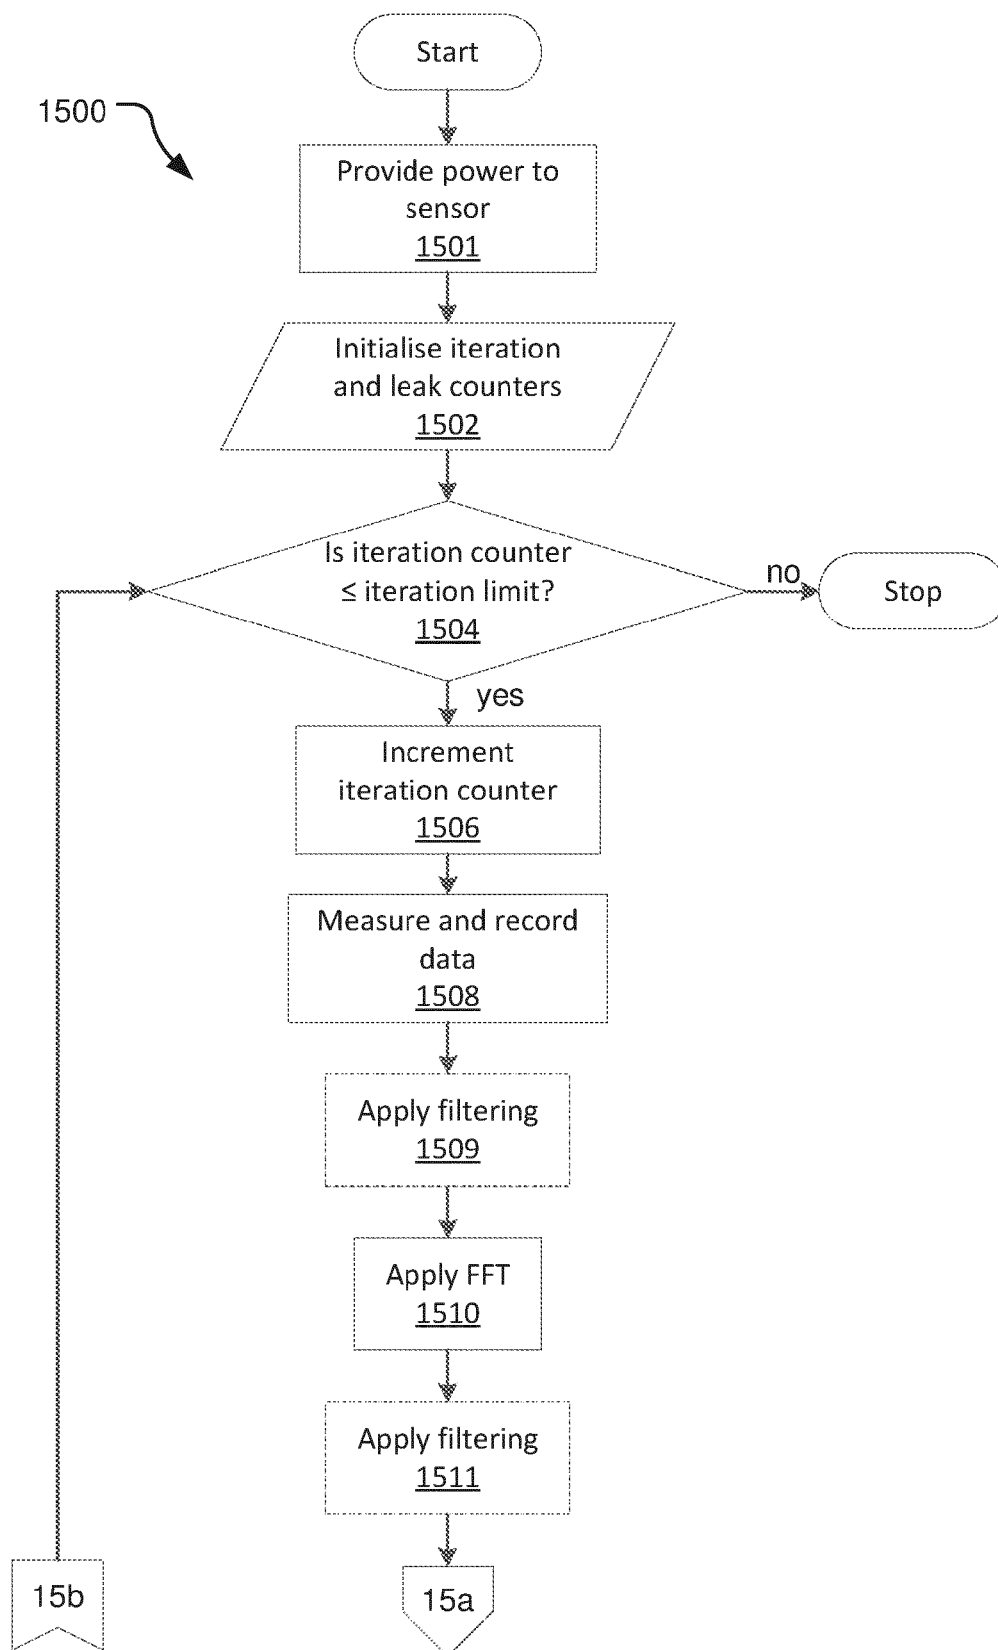 Start
1500
Provide power to
sensor
1501
Initialise iteration
and leak counters
1502
Is iteration counter
≤ iteration limit?
1504
no
Stop
yes
Increment
iteration counter
1506
Measure and record
data
1508
Apply filtering
1509
Apply FFT
1510
Apply filtering
1511
15b
15a